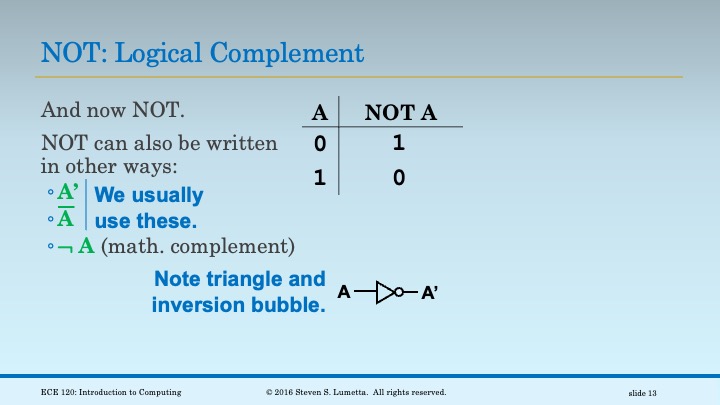 NOT: Logical Complement
And now NOT.
NOT can also be written
in other ways:
◦ A’
◦ A̅
We usually
use these.
◦ ¬ A (math. complement)
A NOT A
0 1
1 0
Note triangle and
inversion bubble.
A A’
ECE 120: Introduction to Computing © 2016 Steven S. Lumetta. All rights reserved. slide 13